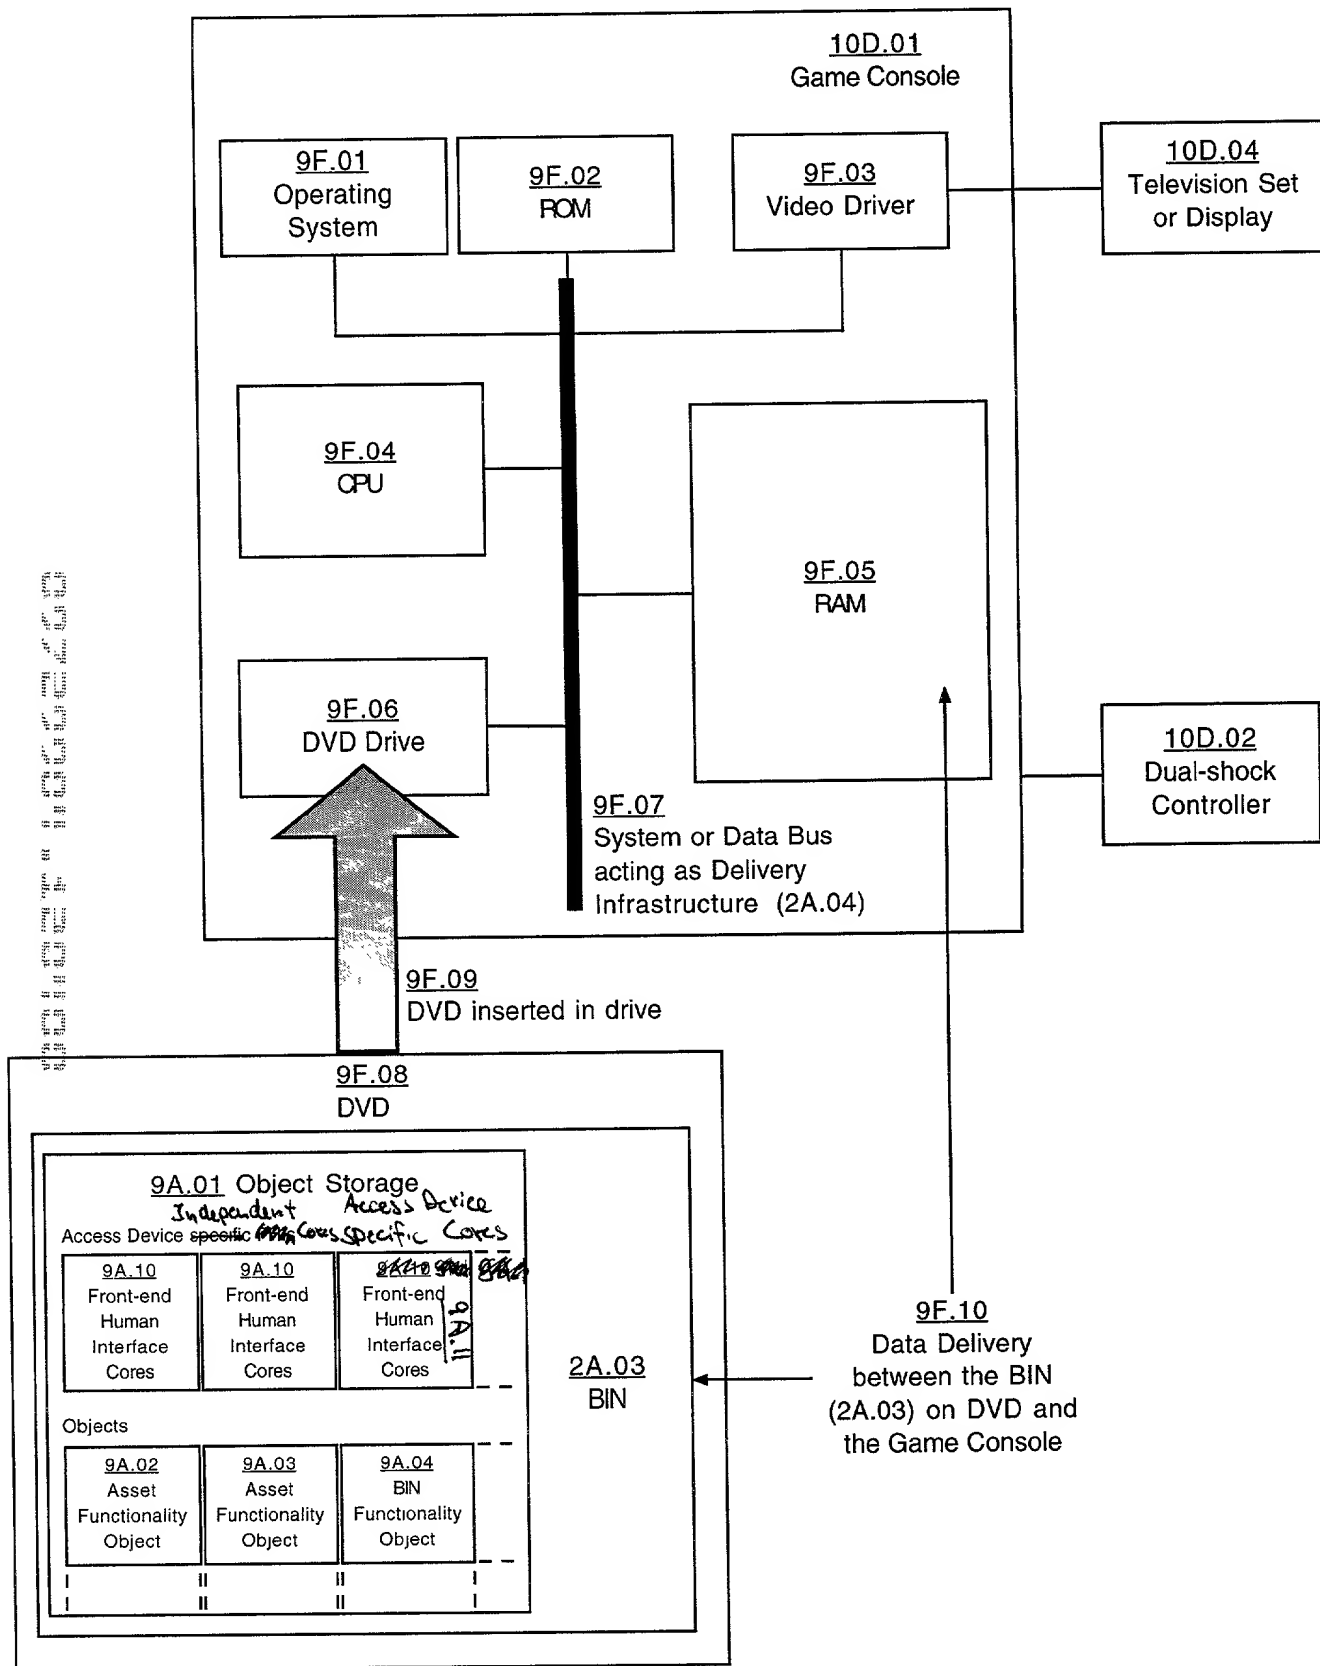 10D.01
Game Console
9F.01
Operating
System
9F.02
ROM
9F.03
Video Driver
10D.04
Television Set
or Display
9F.04
CPU
9F.05
RAM
9F.06
DVD Drive
10D.02
Dual-shock
Controller
9F.07
System or Data Bus
acting as Delivery
Infrastructure (2A.04)
9F.09
DVD inserted in drive
9F.08
DVD
9A.01 Object Storage
Independent Access Device
Access Device specific Cores specific Cores
9A.10
Front-end
Human
Interface
Cores
9A.10
Front-end
Human
Interface
Cores
Front-end
Human
Interface
Cores
9A.11
2A.03
BIN
9F.10
Data Delivery
between the BIN
(2A.03) on DVD and
the Game Console
Objects
9A.02
Asset
Functionality
Object
9A.03
Asset
Functionality
Object
9A.04
BIN
Functionality
Object